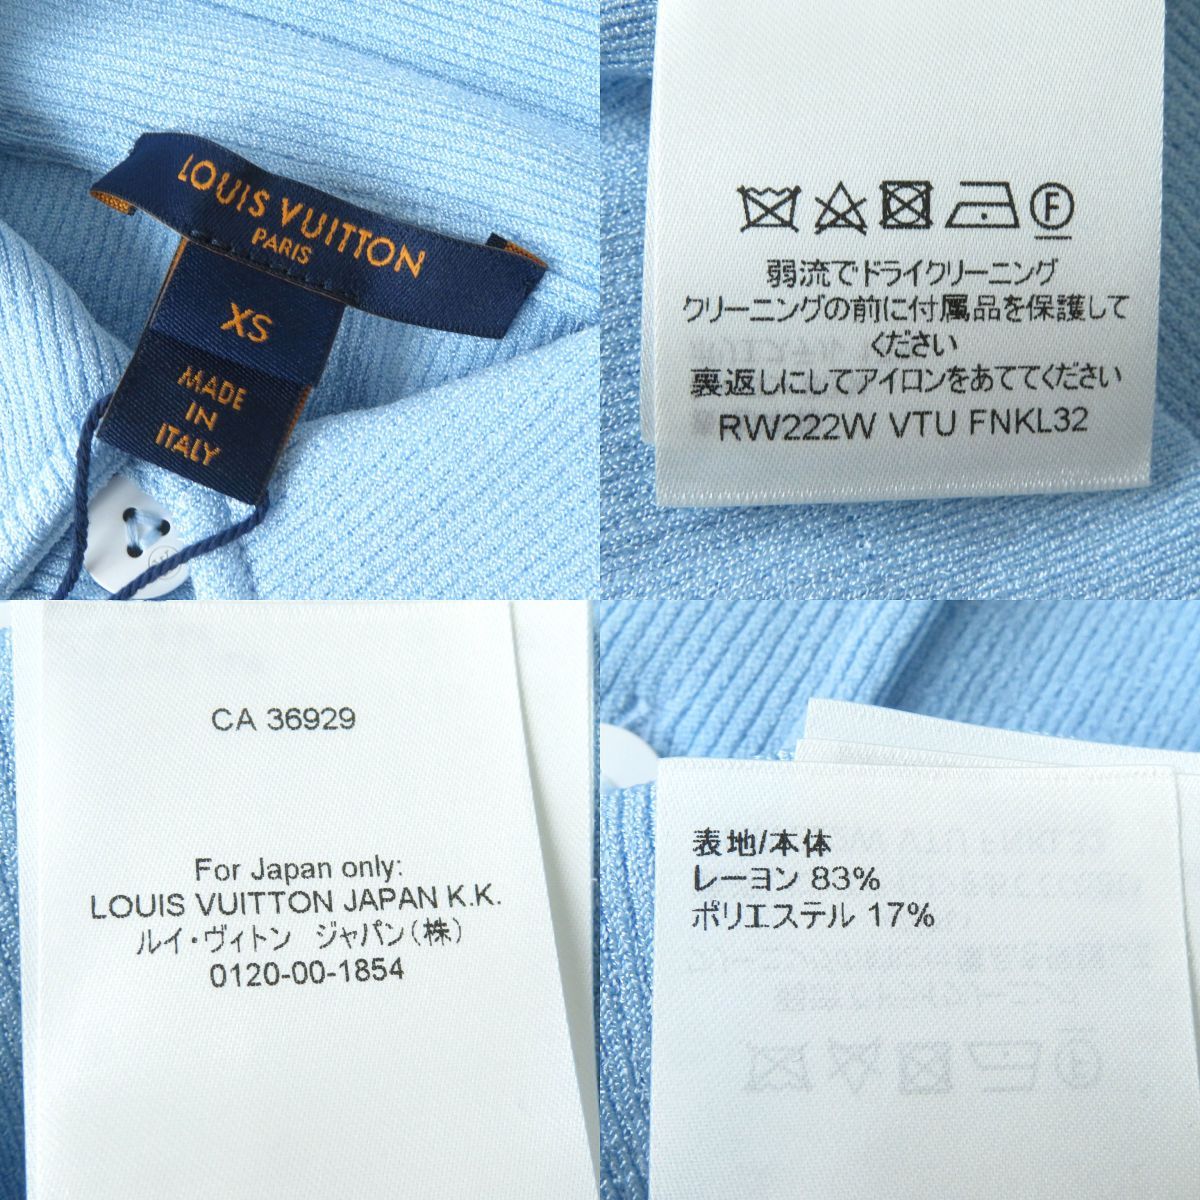 LOUIS VUITTON
PARIS
XS
MADE
IN
ITALY
F
弱流でドライクリーニング
クリーニングの前に付属品を保護して
ください
裏返しにしてアイロンをあててください
RW222W VTU FNKL32
CA 36929
For Japan only:
LOUIS VUITTON JAPAN K.K.
ルイ・ヴィトン ジャパン(株)
0120-00-1854
表地/本体
レーヨン 83%
ポリエステル 17%